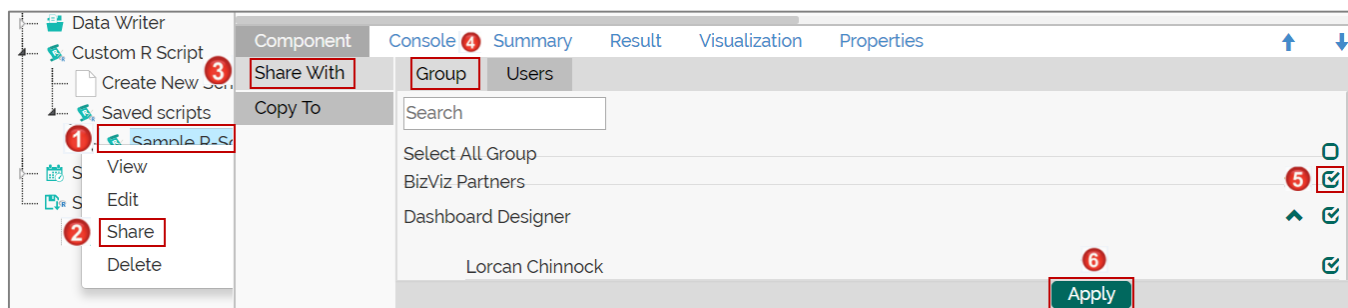 Data Writer
Custom R Script
Create New
Saved scripts
Sample
View
Edit
Share
Delete
1
2
3
Component Console 4 Summary Result Visualization Properties
Share With
Copy To
Group Users
Search
Select All Group
BizViz Partners 5
Dashboard Designer
Lorcan Chinnock
6
Apply